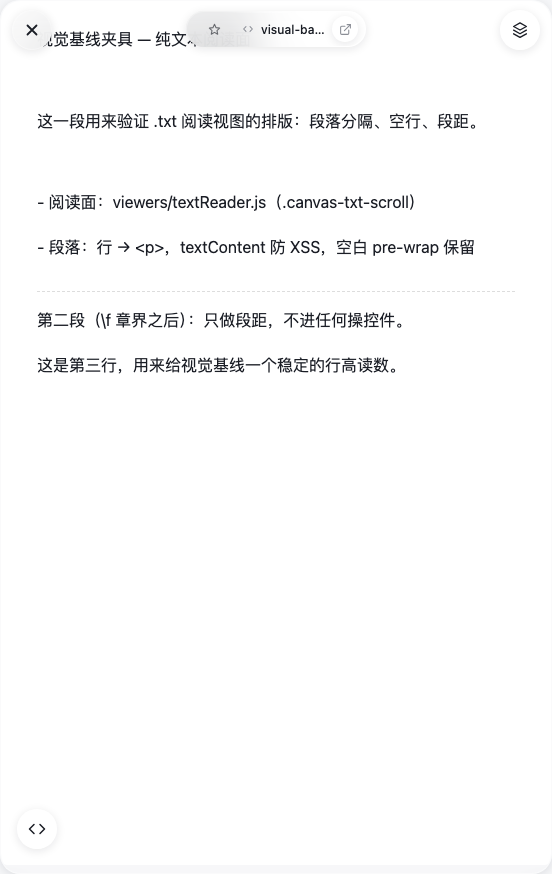 觉基线夹具 — 纯文
visual-ba...
这一段用来验证 .txt 阅读视图的排版：段落分隔、空行、段距。
- 阅读面：viewers/textReader.js（.canvas-txt-scroll）
- 段落：行 → <p>，textContent 防 XSS，空白 pre-wrap 保留
第二段（\f 章界之后）：只做段距，不进任何操控件。
这是第三行，用来给视觉基线一个稳定的行高读数。